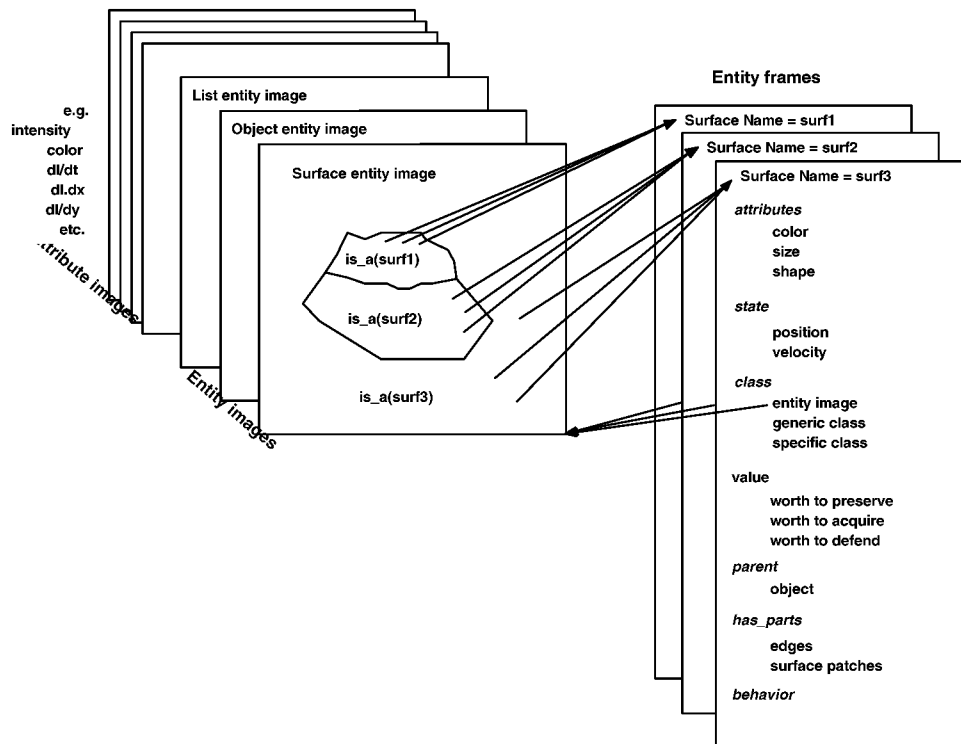 Entity frames
e.g.
intensity
color
dI/dt
dI.dx
dI/dy
etc.
images
Entity images
List entity image
Object entity image
Surface entity image
is_a(surf1)
is_a(surf2)
is_a(surf3)
Surface Name = surf1
Surface Name = surf2
Surface Name = surf3
attributes
color
size
shape
state
position
velocity
class
entity image
generic class
specific class
value
worth to preserve
worth to acquire
worth to defend
parent
object
has_parts
edges
surface patches
behavior